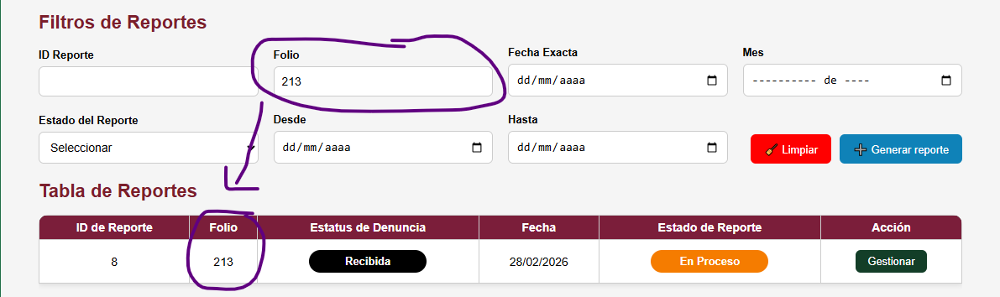 Filtros de Reportes
ID Reporte Folio Fecha Exacta Mes
213 dd/mm/aaaa ---------- de ----
Estado del Reporte Desde Hasta
Seleccionar dd/mm/aaaa dd/mm/aaaa Limpiar Generar reporte
Tabla de Reportes
ID de Reporte Folio Estatus de Denuncia Fecha Estado de Reporte Acción
8 213 Recibida 28/02/2026 En Proceso Gestionar